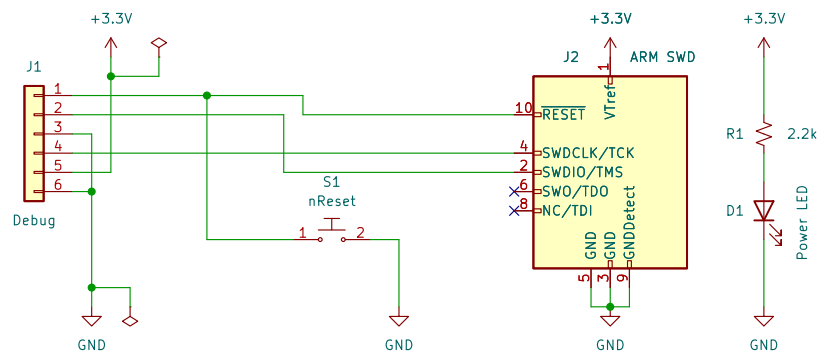 +3.3V
+3.3V
+3.3V
J1
J2
ARM SWD
1
1
2
3
4
5
6
Debug
10
RESET
VTref
4
SWDCLK/TCK
2
SWDIO/TMS
6
SWO/TDO
8
NC/TDI
GND
GND
GNDDetect
5
3
9
S1
nReset
1
2
R1
2.2k
D1
Power LED
GND
GND
GND
GND